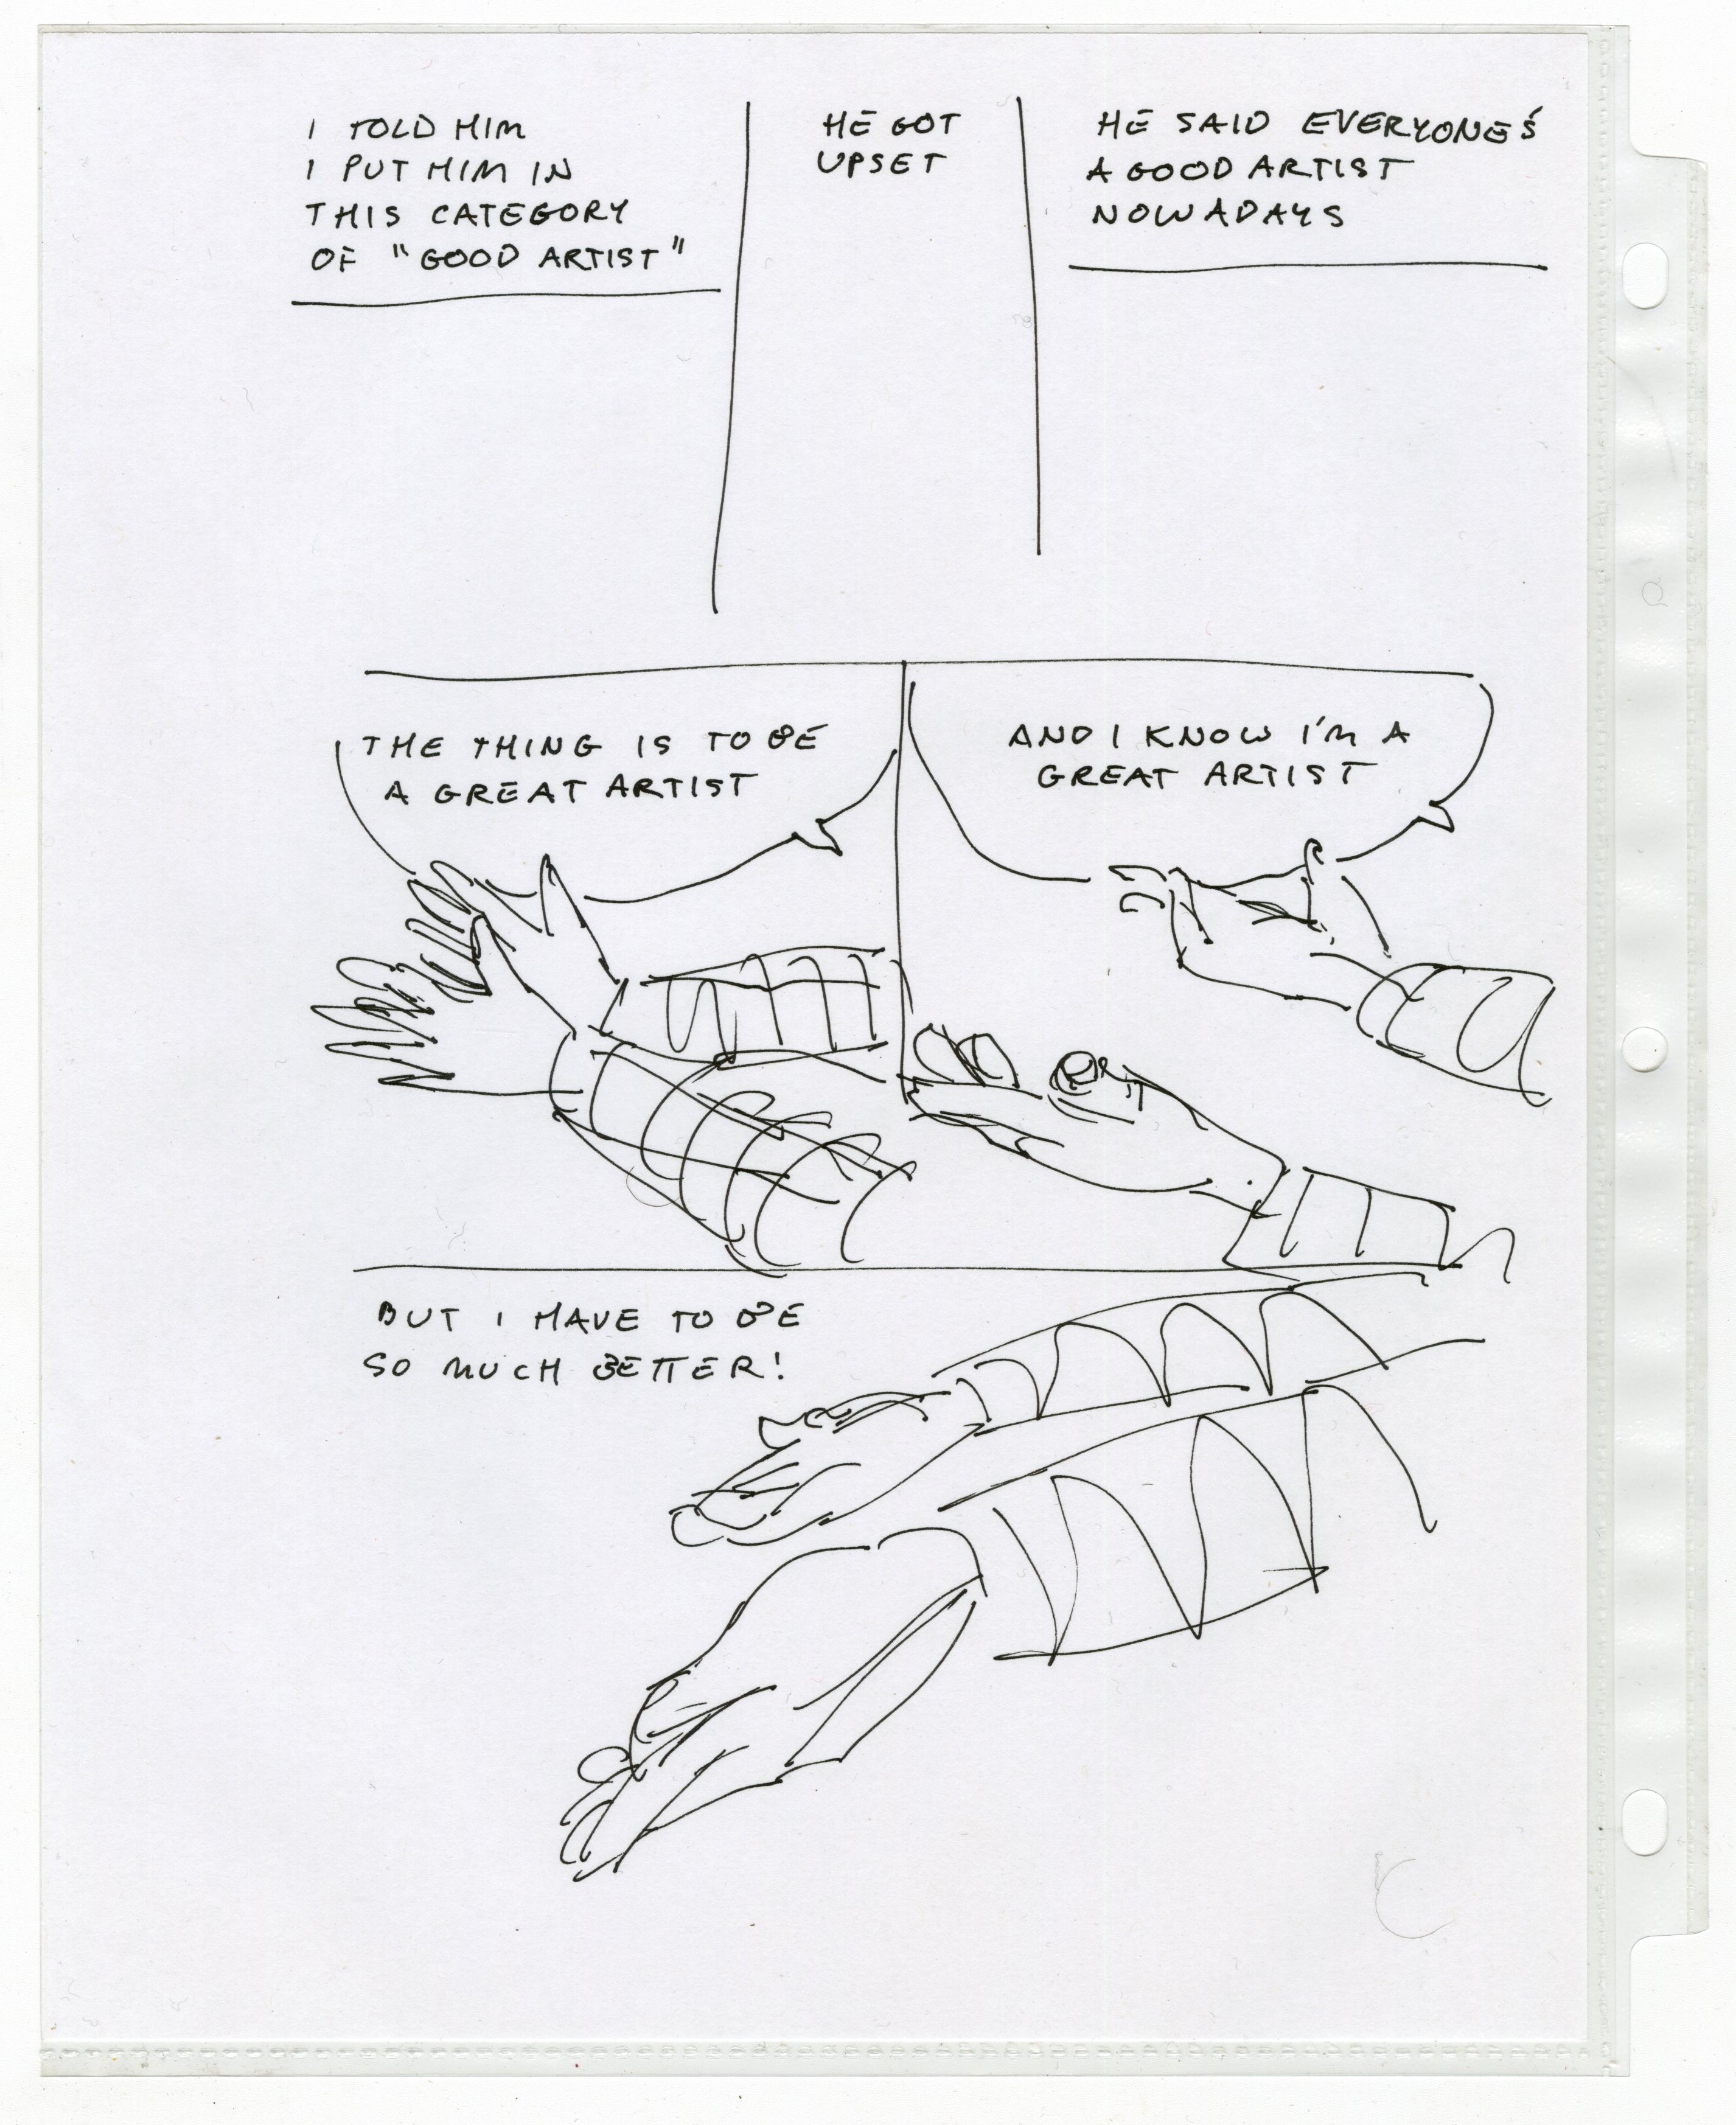 I TOLD HIM
I PUT HIM IN
THIS CATEGORY
OF "GOOD ARTIST"
HE GOT
UPSET
HE SAID EVERYONE'S
A GOOD ARTIST
NOWADAYS
THE THING IS TO BE
A GREAT ARTIST
AND I KNOW I'M A
GREAT ARTIST
BUT I HAVE TO BE
SO MUCH BETTER!